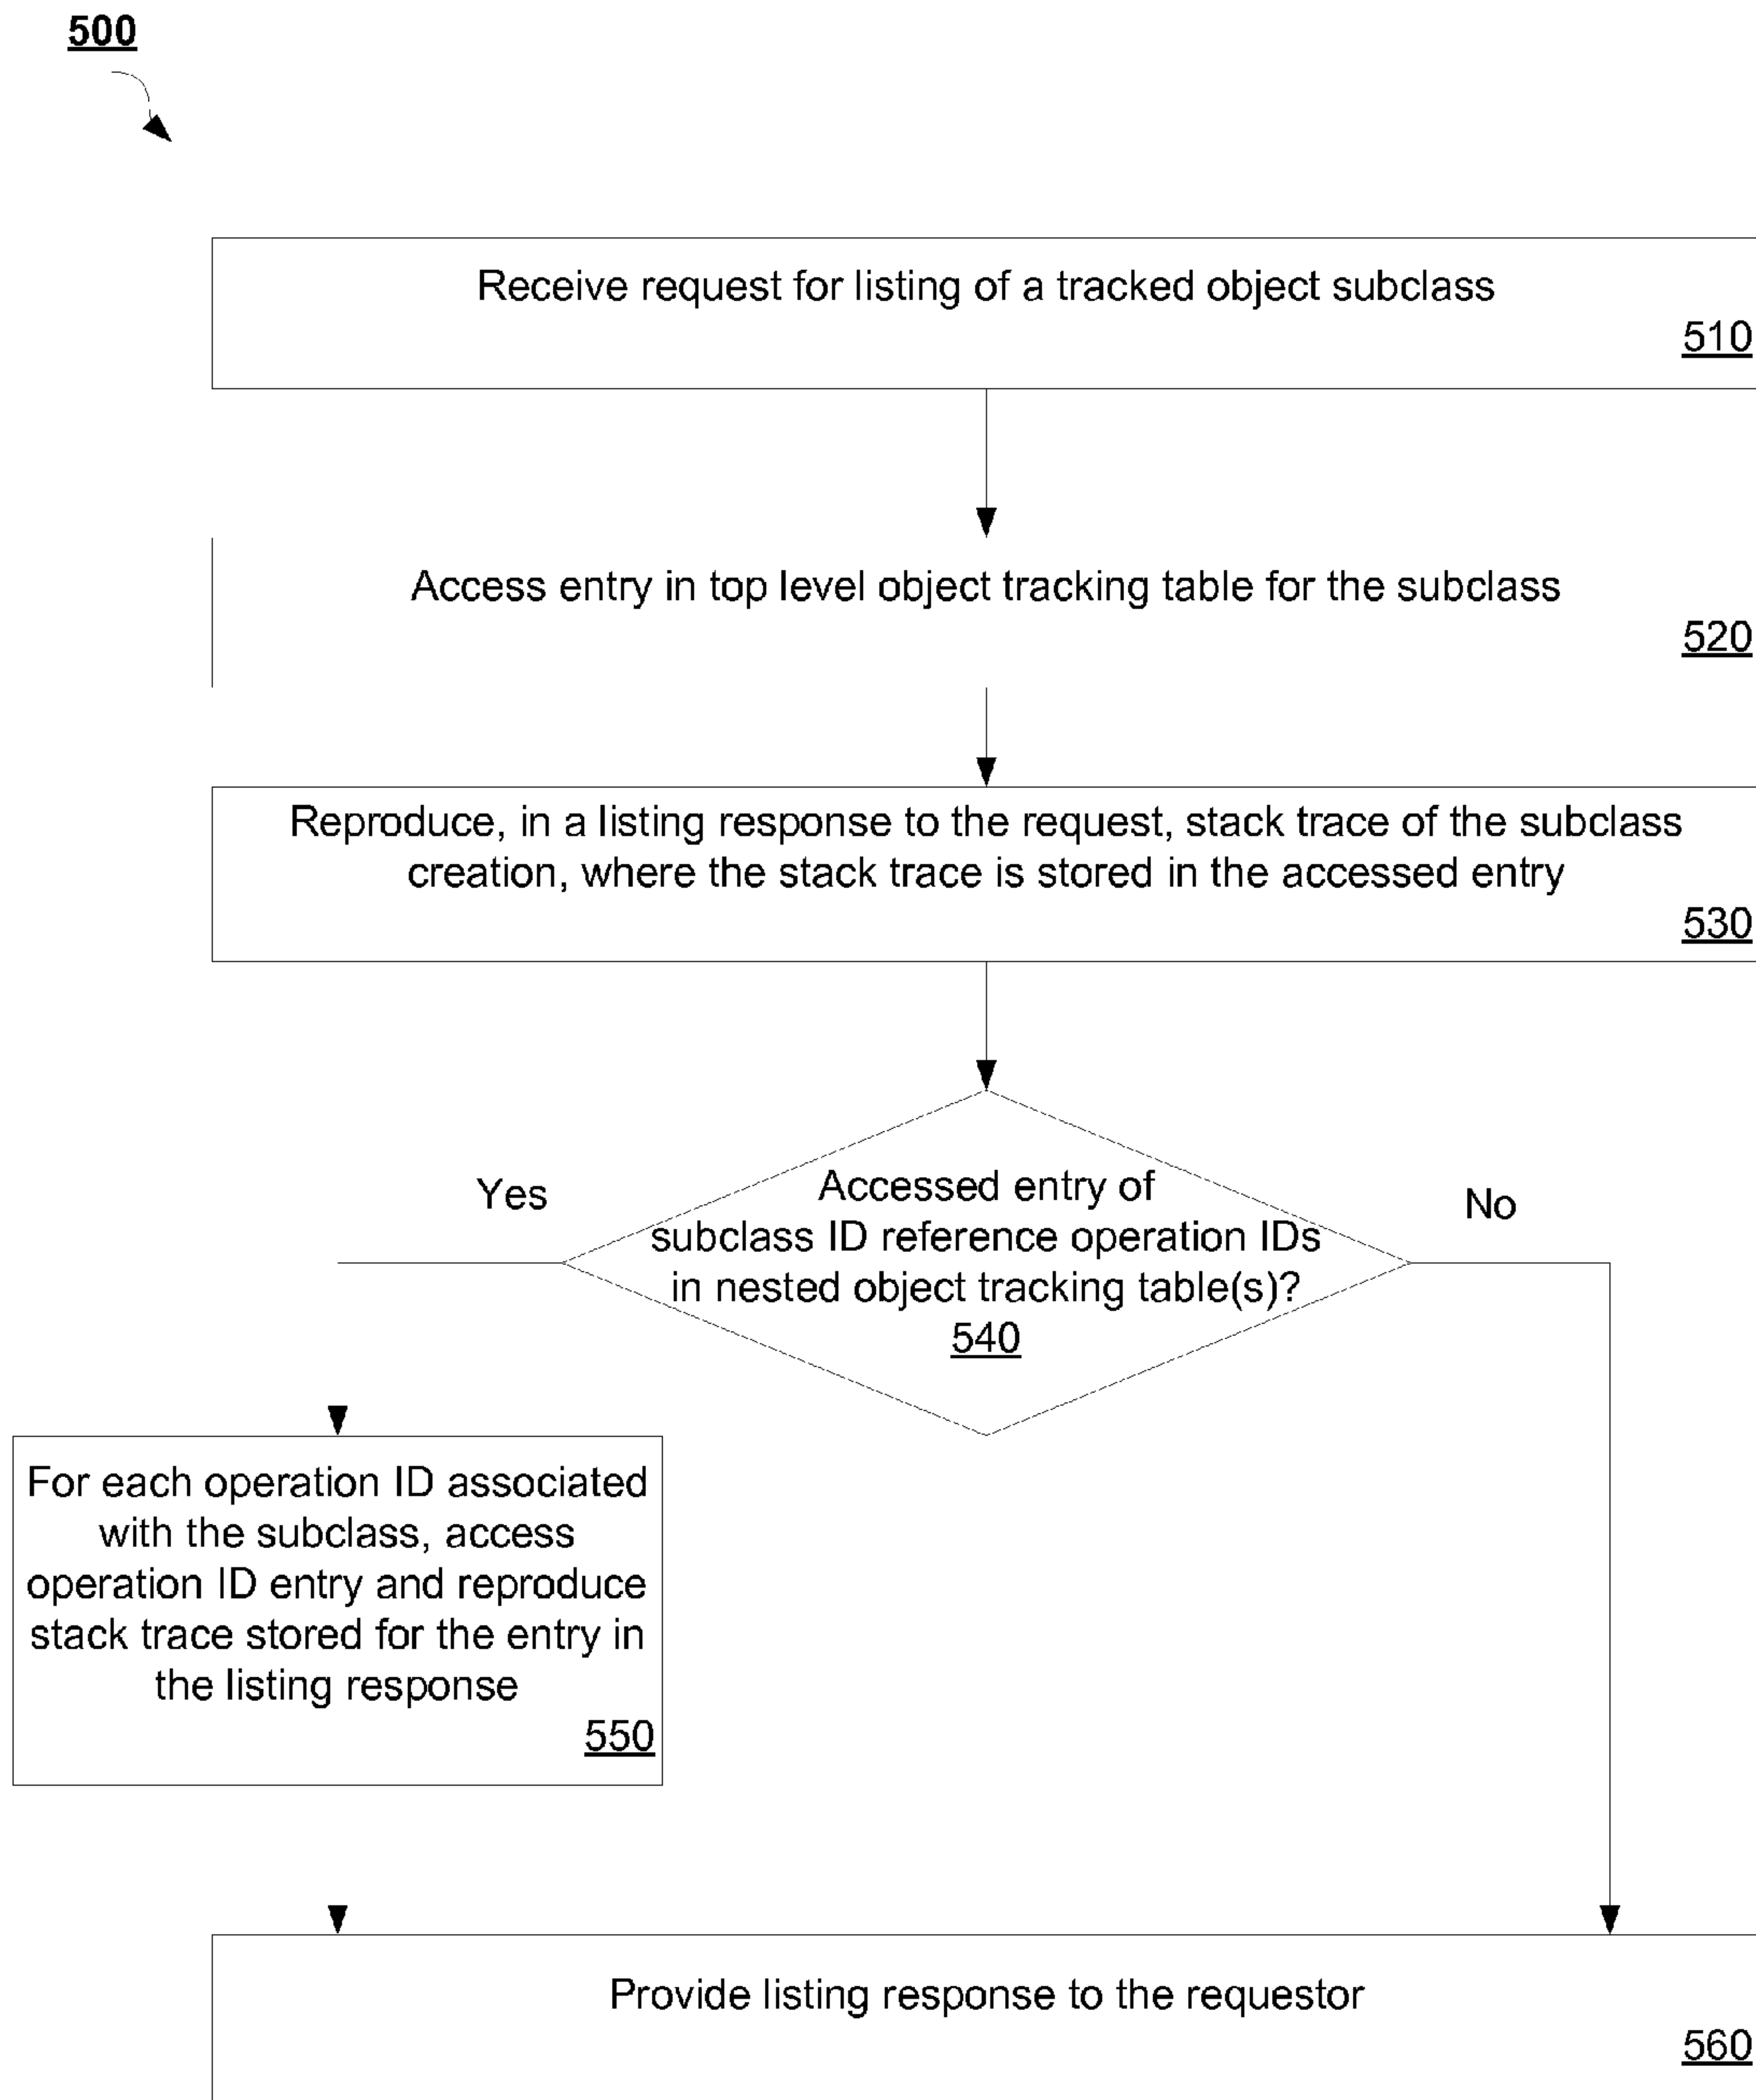 500
Receive request for listing of a tracked object subclass
510
Access entry in top level object tracking table for the subclass
520
Reproduce, in a listing response to the request, stack trace of the subclass
creation, where the stack trace is stored in the accessed entry
530
Yes
No
Accessed entry of
subclass ID reference operation IDs
in nested object tracking table(s)?
540
For each operation ID associated
with the subclass, access
operation ID entry and reproduce
stack trace stored for the entry in
the listing response
550
Provide listing response to the requestor
560